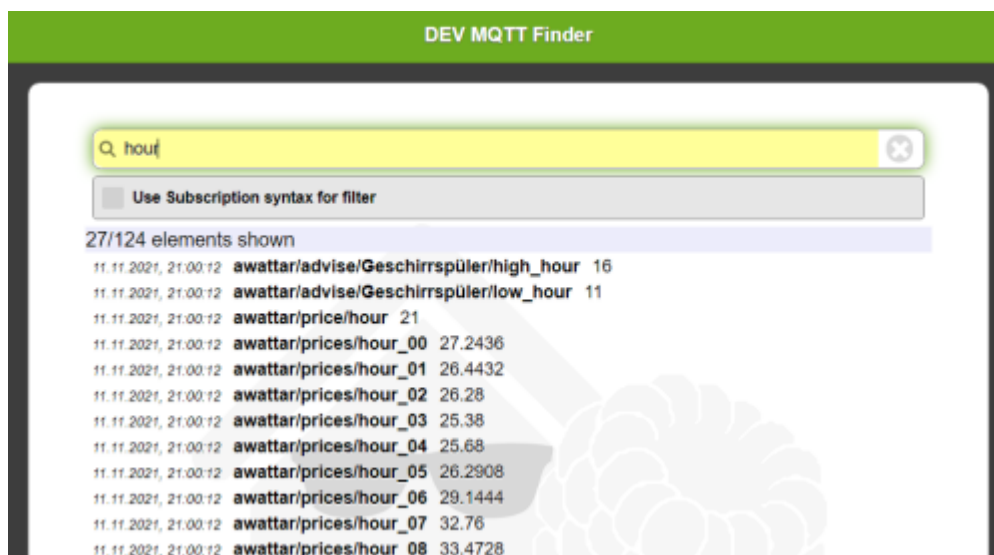 DEV MQTT Finder
hour
Use Subscription syntax for filter
27/124 elements shown
11.11.2021, 21:00:12 awattar/advise/Geschirrspüler/high_hour 16
11.11.2021, 21:00:12 awattar/advise/Geschirrspüler/low_hour 11
11.11.2021, 21:00:12 awattar/price/hour 21
11.11.2021, 21:00:12 awattar/prices/hour_00 27.2436
11.11.2021, 21:00:12 awattar/prices/hour_01 26.4432
11.11.2021, 21:00:12 awattar/prices/hour_02 26.28
11.11.2021, 21:00:12 awattar/prices/hour_03 25.38
11.11.2021, 21:00:12 awattar/prices/hour_04 25.68
11.11.2021, 21:00:12 awattar/prices/hour_05 26.2908
11.11.2021, 21:00:12 awattar/prices/hour_06 29.1444
11.11.2021, 21:00:12 awattar/prices/hour_07 32.76
11.11.2021, 21:00:12 awattar/prices/hour_08 33.4728